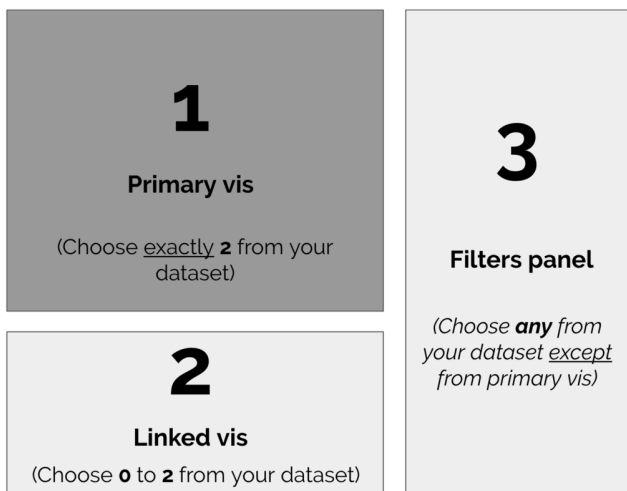 1
Primary vis
(Choose exactly 2 from your
dataset)
2
Linked vis
(Choose 0 to 2 from your dataset)
3
Filters panel
(Choose any from
your dataset except
from primary vis)